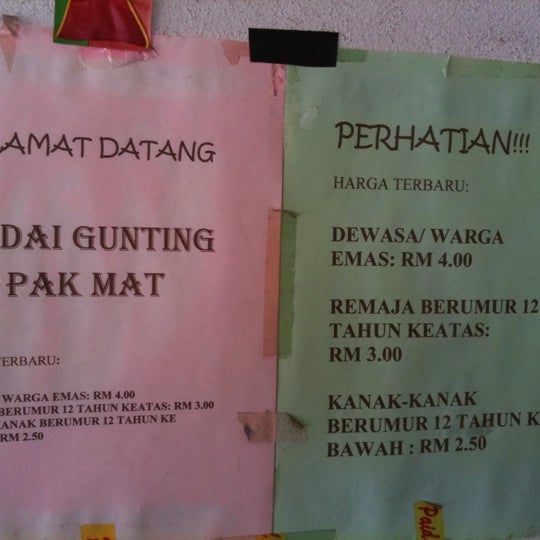 AMAT DATANG
DAI GUNTING
PAK MAT
TERBARU:
WARGA EMAS: RM 4.00
BERUMUR 12 TAHUN KEATAS: RM 3.00
ANAK BERUMUR 12 TAHUN KE
RM 2.50
PERHATIAN!!!
HARGA TERBARU:
DEWASA/ WARGA
EMAS: RM 4.00
REMAJA BERUMUR 12
TAHUN KEATAS:
RM 3.00
KANAK-KANAK
BERUMUR 12 TAHUN K
BAWAH : RM 2.50
Paid